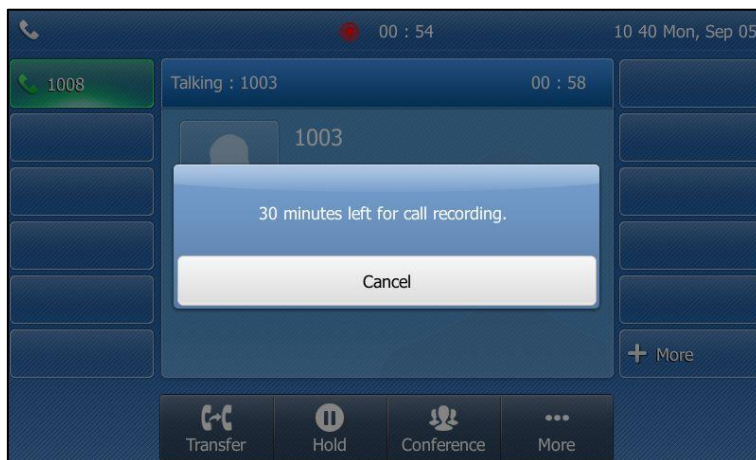 00 : 54
10 40 Mon, Sep 05
1008
Talking : 1003
00 : 58
1003
30 minutes left for call recording.
Cancel
+ More
Transfer
Hold
Conference
More